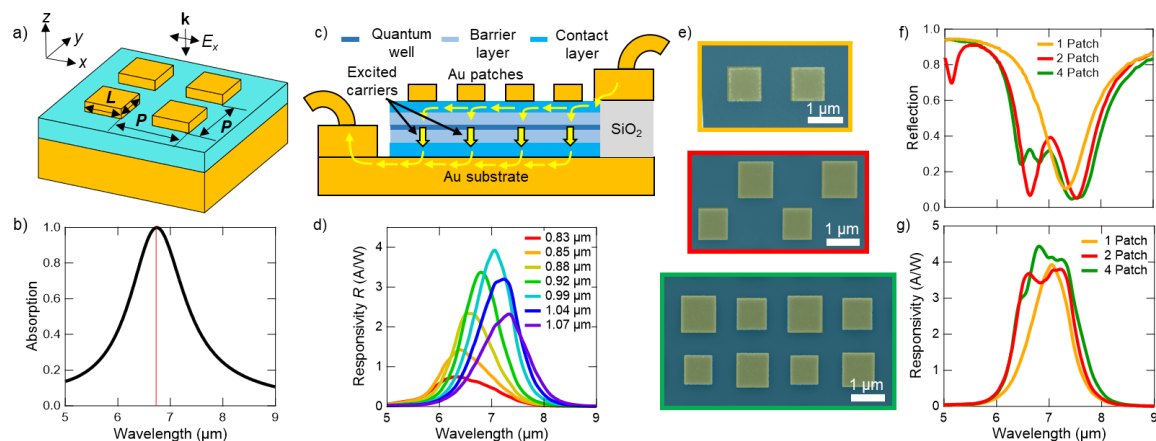 a)
z
y
x
k
Eₓ
L
P
P
b)
Absorption
1.0
0.8
0.6
0.4
0.2
0.0
5
6
7
8
9
Wavelength (µm)
c)
Quantum well
Barrier layer
Contact layer
Excited carriers
Au patches
SiO₂
Au substrate
d)
Responsivity R (A/W)
4
3
2
1
0
0.83 µm
0.85 µm
0.88 µm
0.92 µm
0.99 µm
1.04 µm
1.07 µm
5
6
7
8
9
Wavelength (µm)
e)
1 µm
1 µm
1 µm
f)
Reflection
1.0
0.8
0.6
0.4
0.2
0.0
1 Patch
2 Patch
4 Patch
g)
Responsivity (A/W)
5
4
3
2
1
0
1 Patch
2 Patch
4 Patch
5
6
7
8
9
Wavelength (µm)